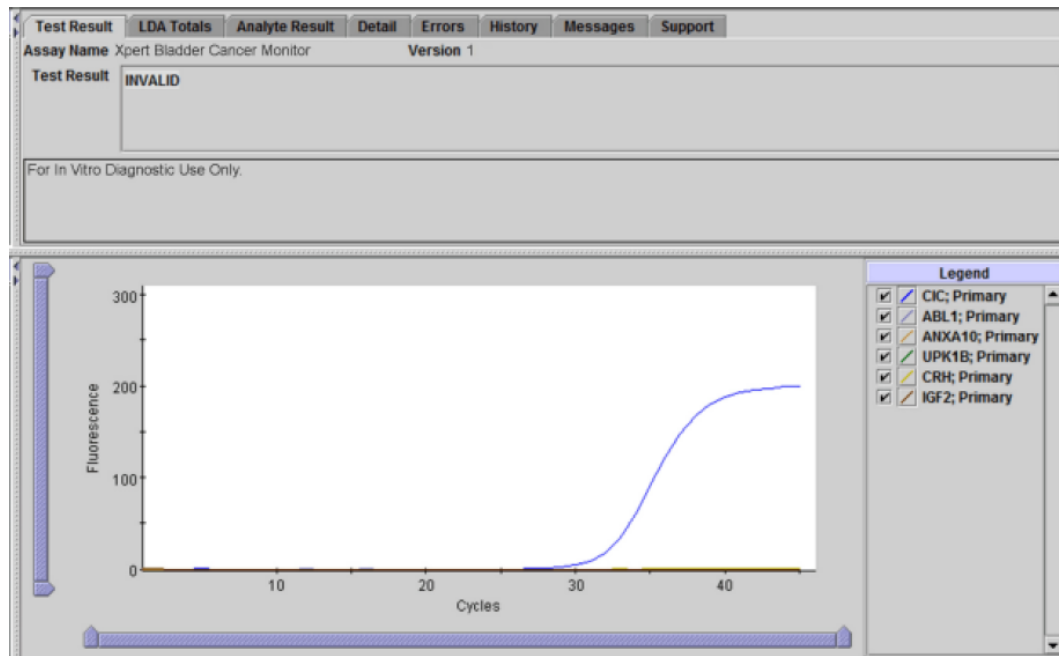 Test Result LDA Totals Analyte Result Detail Errors History Messages Support
Assay Name Xpert Bladder Cancer Monitor Version 1
Test Result INVALID
For In Vitro Diagnostic Use Only.
Legend
CIC; Primary
ABL1; Primary
ANXA10; Primary
UPK1B; Primary
CRH; Primary
IGF2; Primary
300
200
100
0
Fluorescence
10 20 30 40
Cycles